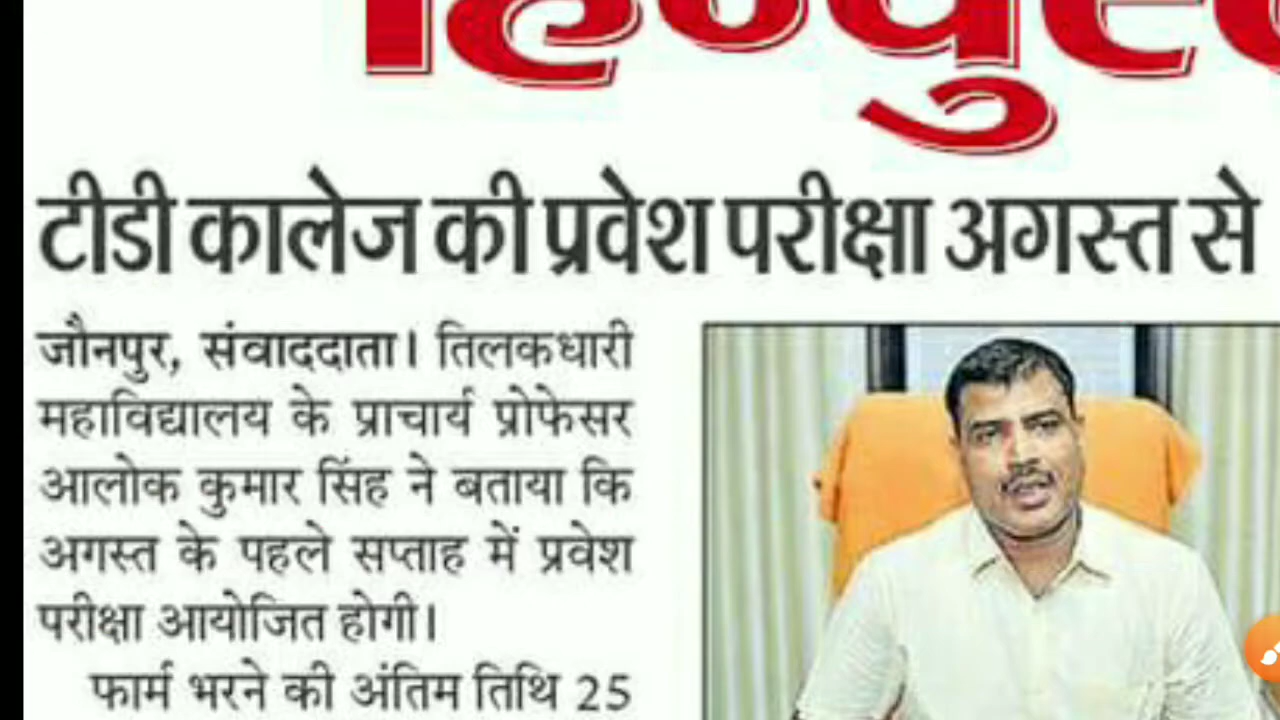 टीडी कालेज की प्रवेश परीक्षा अगस्त से
जौनपुर, संवाददाता। तिलकधारी
महाविद्यालय के प्राचार्य प्रोफेसर
आलोक कुमार सिंह ने बताया कि
अगस्त के पहले सप्ताह में प्रवेश
परीक्षा आयोजित होगी।
फार्म भरने की अंतिम तिथि 25